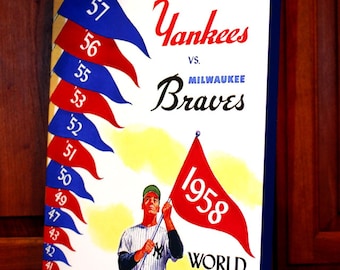 '57
'56
'55
'53
'52
'51
'50
'49
'47
'43
Yankees
VS.
MILWAUKEE
Braves
1958
WORLD